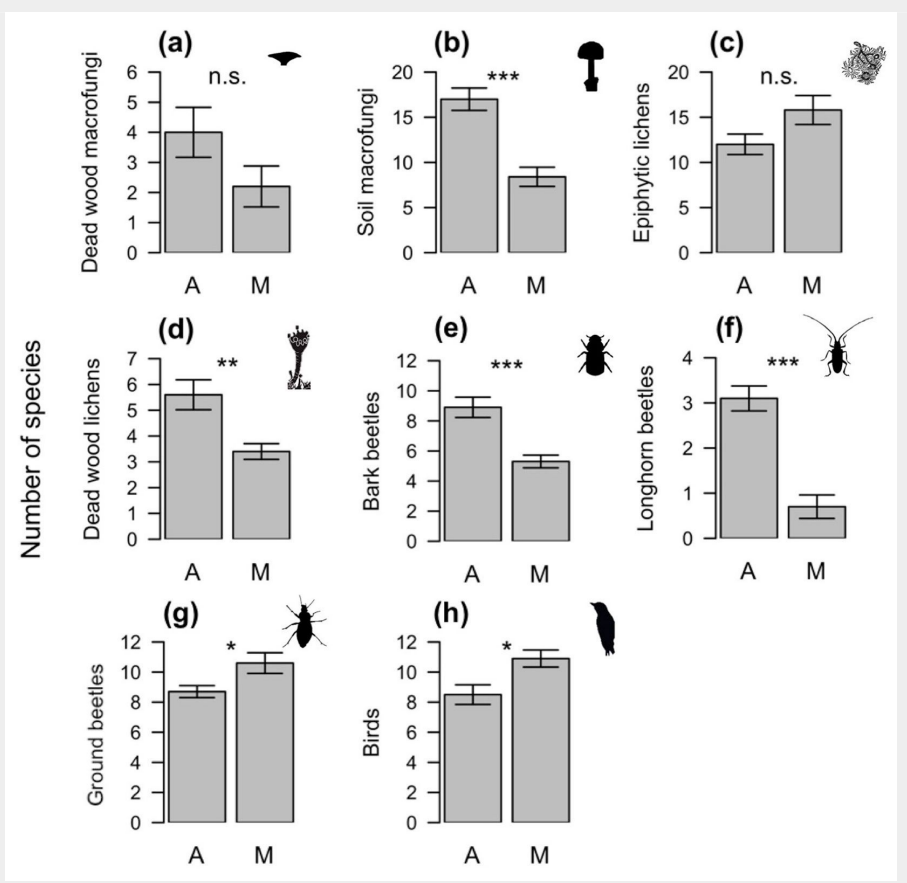 Number of species
(a)
n.s.
Dead wood macrofungi
6
5
4
3
2
1
0
A M
(b)
***
Soil macrofungi
20
15
10
5
0
A M
(c)
n.s.
Epiphytic lichens
20
15
10
5
0
A M
(d)
**
Dead wood lichens
7
6
5
4
3
2
1
0
A M
(e)
***
Bark beetles
12
10
8
6
4
2
0
A M
(f)
***
Longhorn beetles
4
3
2
1
0
A M
(g)
*
Ground beetles
12
10
8
6
4
2
0
A M
(h)
*
Birds
12
10
8
6
4
2
0
A M